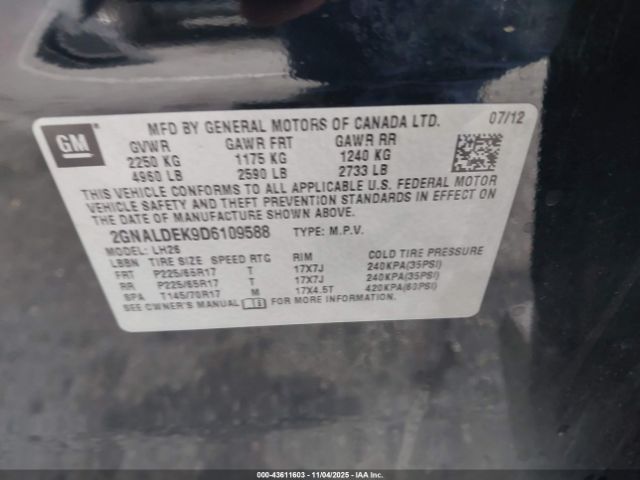 GM
MFD BY GENERAL MOTORS OF CANADA LTD. 07/12
GVWR GAWR FRT GAWR RR
2250 KG 1175 KG 1240 KG
4960 LB 2590 LB 2733 LB
THIS VEHICLE CONFORMS TO ALL APPLICABLE U.S. FEDERAL MOTOR
VEHICLE SAFETY AND THEFT PREVENTION STANDARDS IN EFFECT ON
THE DATE OF MANUFACTURE SHOWN ABOVE.
2GNALDEK9D6109588 TYPE: M.P.V.
MODEL: LH26
LBBN TIRE SIZE SPEED RTG RIM COLD TIRE PRESSURE
FRT P225/65R17 T 17X7J 240KPA(35PSI)
RR P225/65R17 T 17X7J 240KPA(35PSI)
SPA T145/70R17 M 17X4.5T 420KPA(60PSI)
SEE OWNER'S MANUAL FOR MORE INFORMATION.
000-43611603 - 11/04/2025 - IAAI.COM